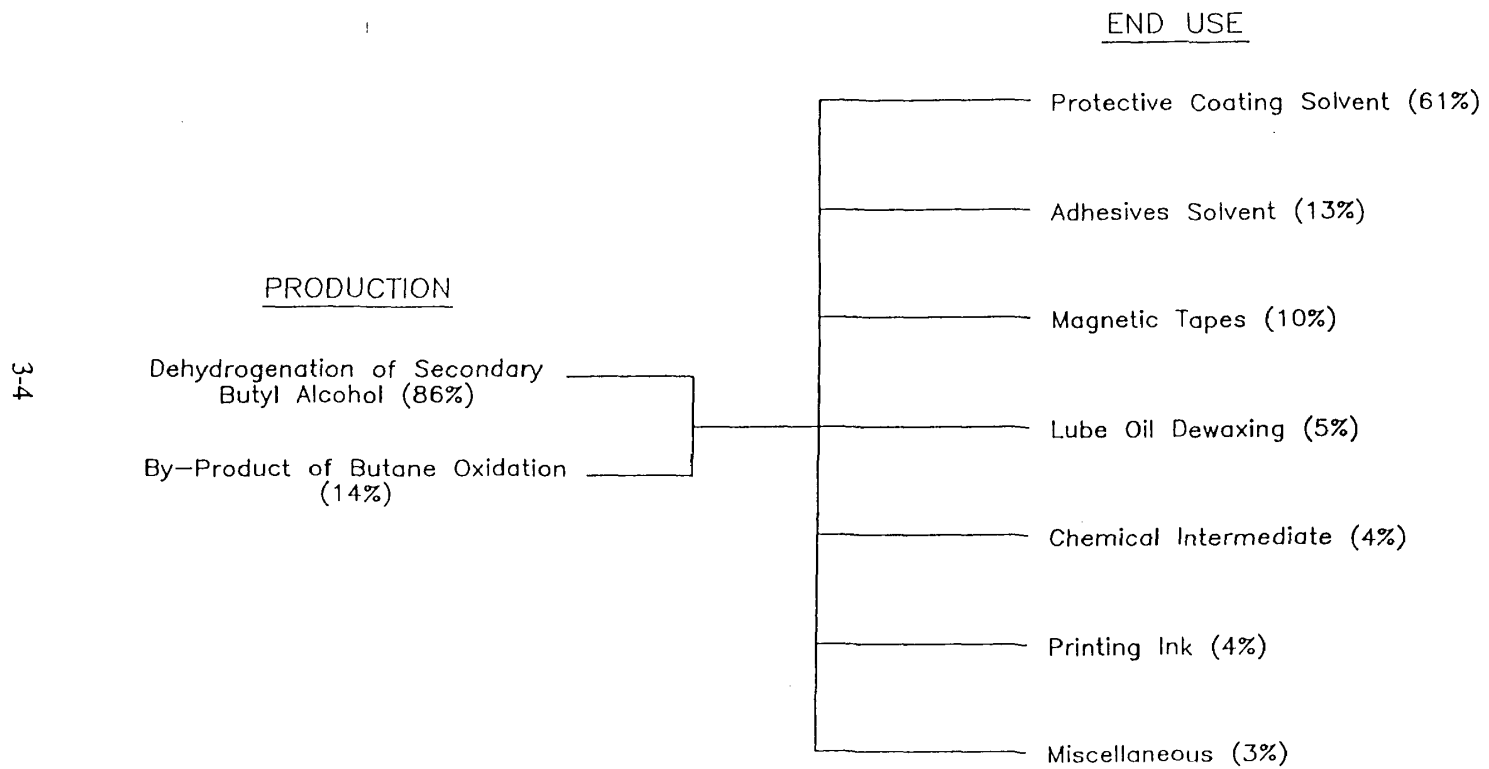 END USE
Protective Coating Solvent (61%)
Adhesives Solvent (13%)
PRODUCTION
Magnetic Tapes (10%)
Dehydrogenation of Secondary
Butyl Alcohol (86%)
Lube Oil Dewaxing (5%)
By-Product of Butane Oxidation
(14%)
Chemical Intermediate (4%)
Printing Ink (4%)
Miscellaneous (3%)
3-4